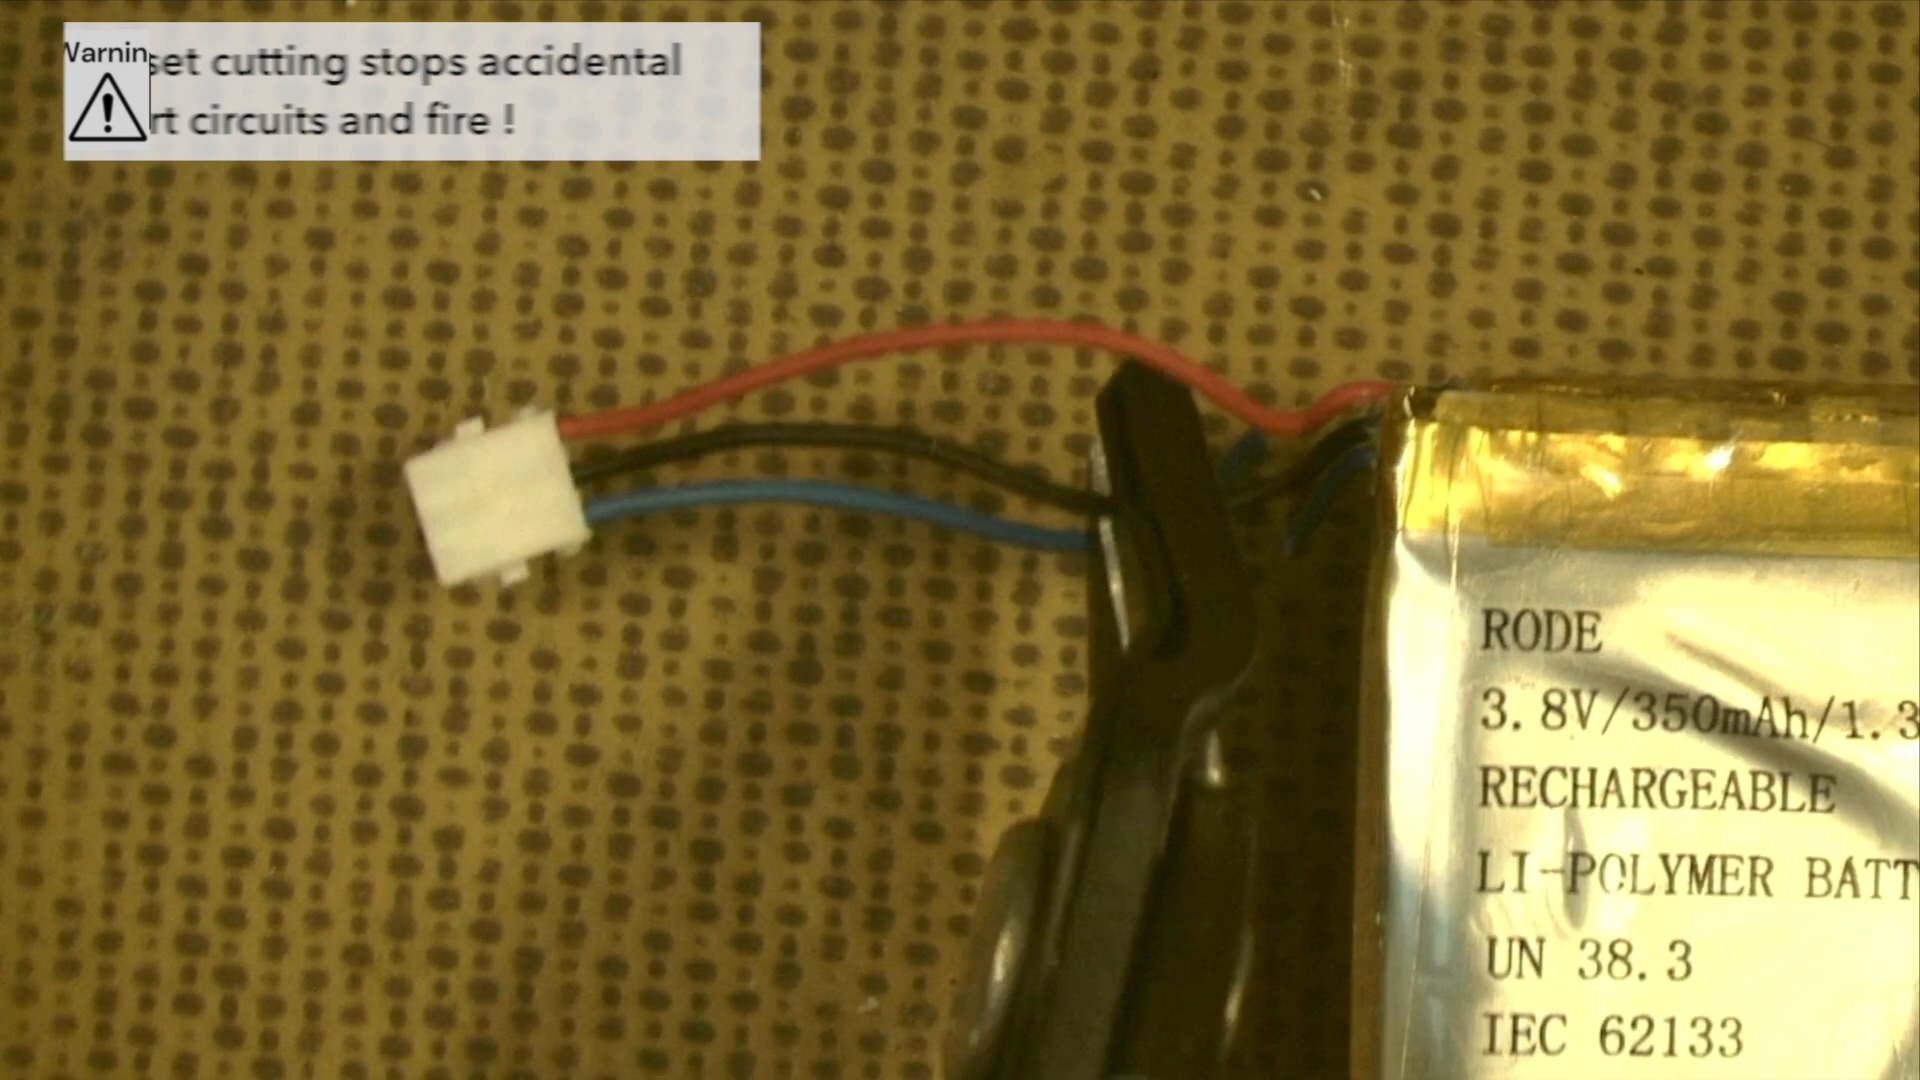 Warnin
set cutting stops accidental
rt circuits and fire !
RODE
3.8V/350mAh/1.3
RECHARGEABLE
LI-POLYMER BATT
UN 38.3
IEC 62133